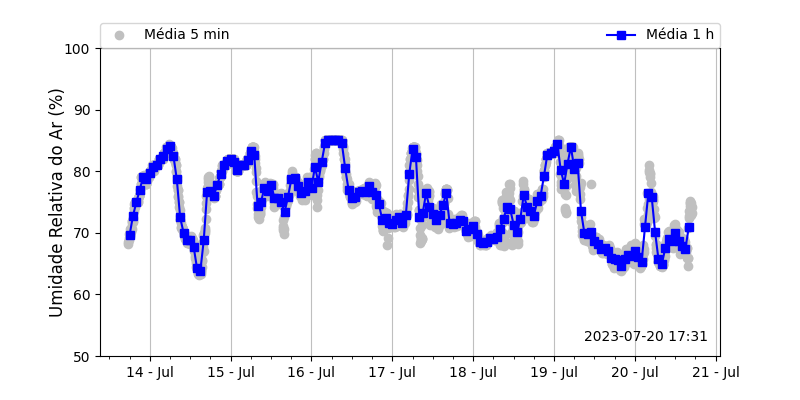 Média 5 min
Média 1 h
Umidade Relativa do Ar (%)
100
90
80
70
60
50
2023-07-20 17:31
14 - Jul
15 - Jul
16 - Jul
17 - Jul
18 - Jul
19 - Jul
20 - Jul
21 - Jul